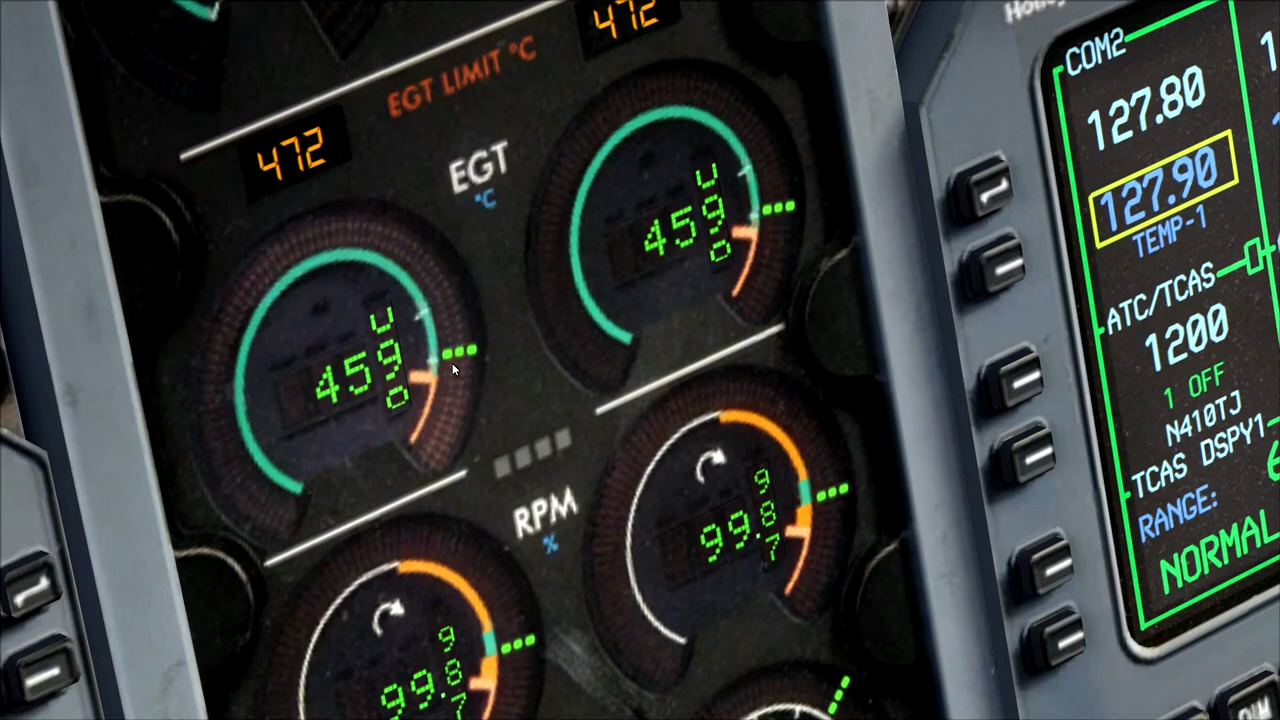 472
EGT LIMIT °C
472
EGT
°C
459
459
RPM
%
99.8
99.8
COM2
127.80
127.90
TEMP-1
ATC/TCAS
1200
1 OFF
N410TJ
TCAS DSPY1
RANGE:
NORMAL